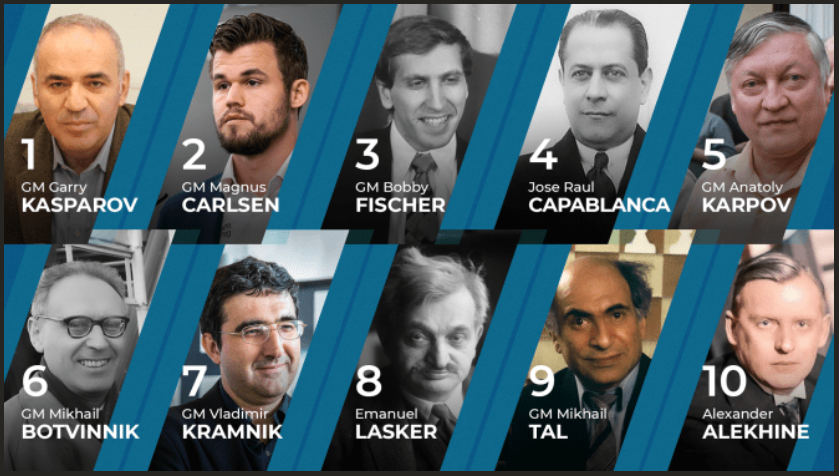 1
GM Garry
KASPAROV
2
GM Magnus
CARLSEN
3
GM Bobby
FISCHER
4
Jose Raul
CAPABLANCA
5
GM Anatoly
KARPOV
6
GM Mikhail
BOTVINNIK
7
GM Vladimir
KRAMNIK
8
Emanuel
LASKER
9
GM Mikhail
TAL
10
Alexander
ALEKHINE